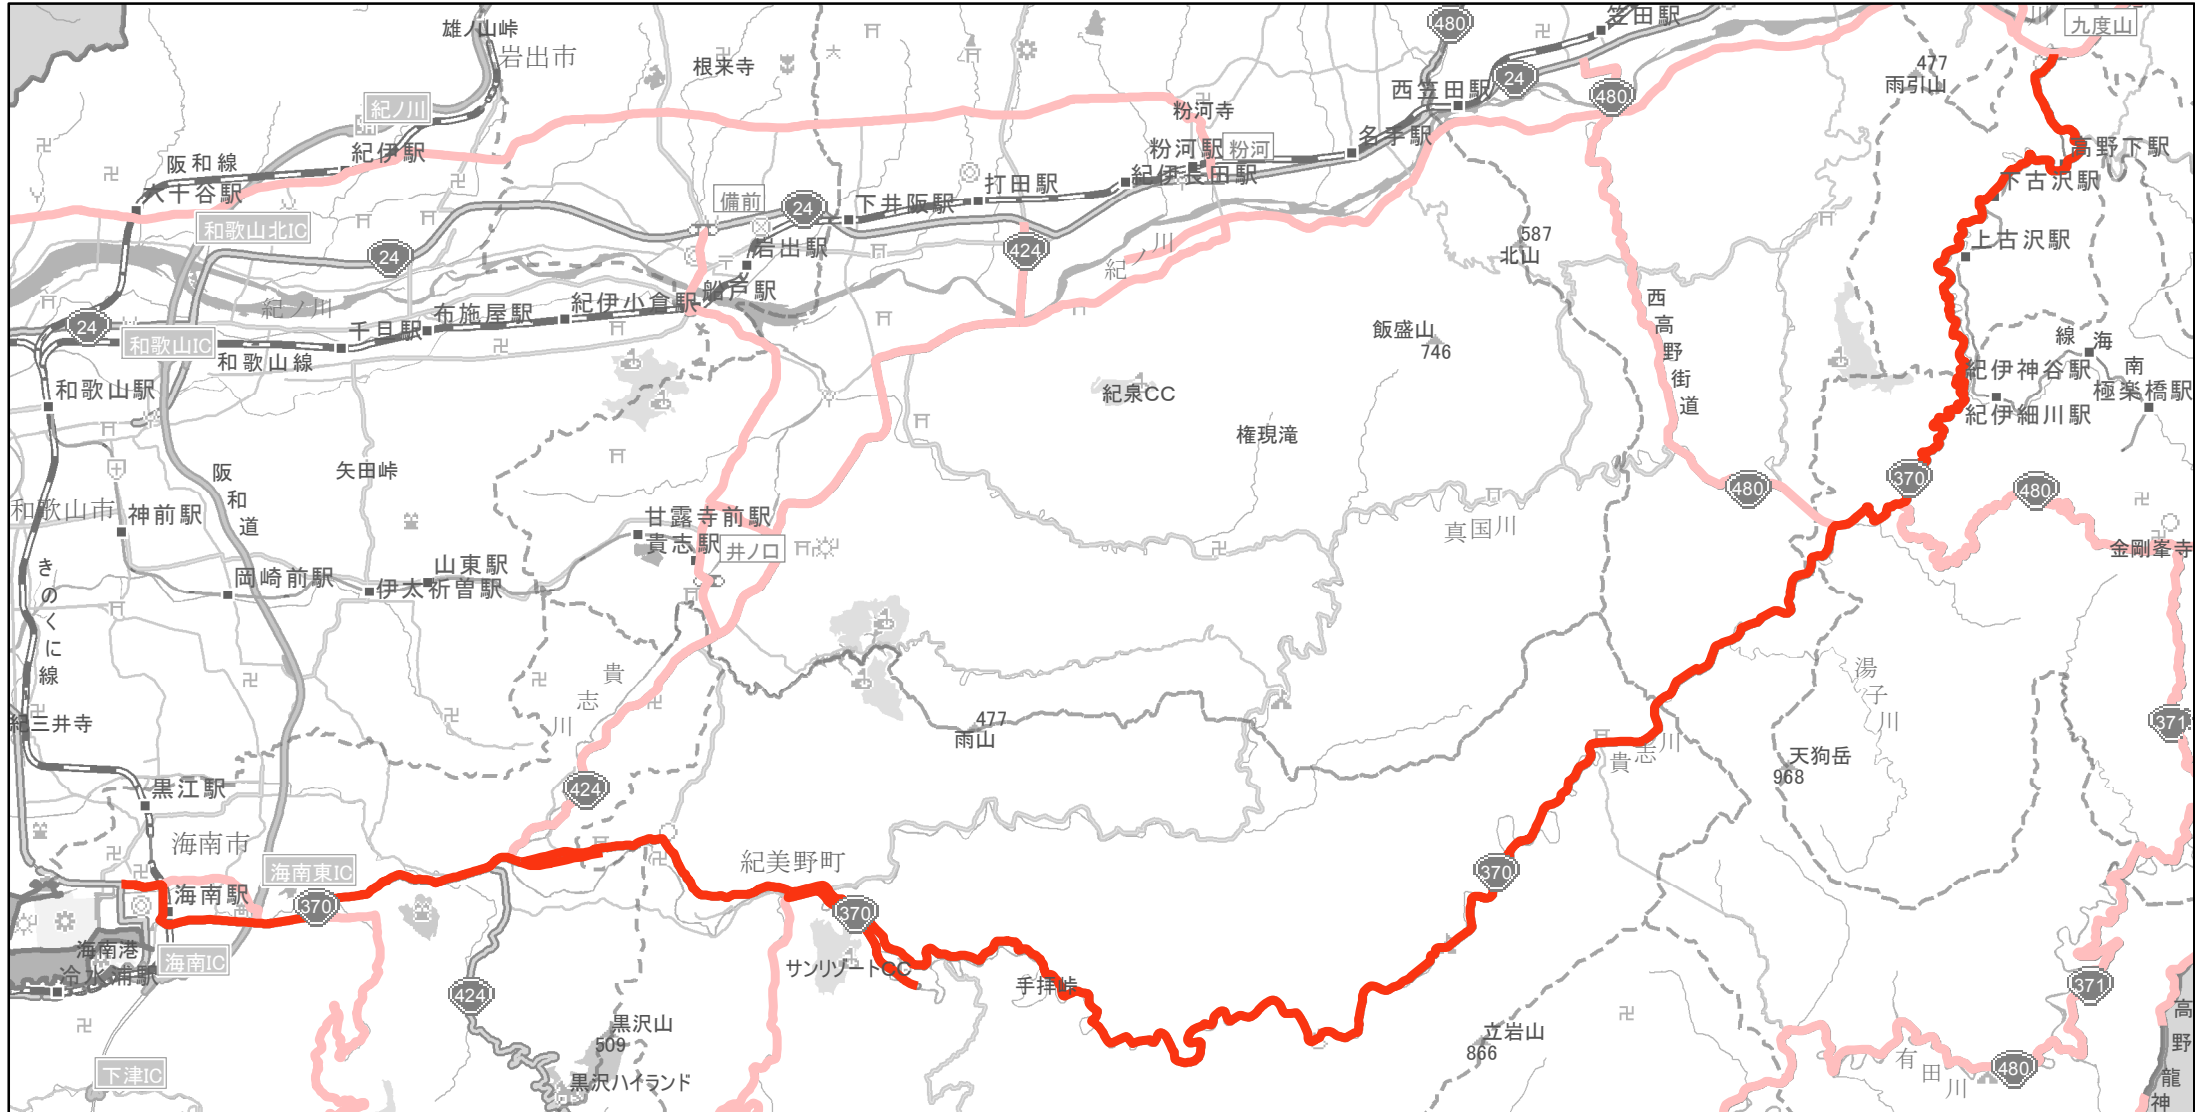 雄ノ山峠
岩出市
根来寺
480
笠田駅
九度山
川
24
477
雨引山
西笠田駅
480
紀ノ川
粉河寺
名手駅
高野下駅
阪和線
紀伊駅
粉河駅
粉河
紀伊長田駅
下古沢駅
六十谷駅
打田駅
備前
24
下井阪駅
和歌山北IC
587
北山
上古沢駅
24
岩出駅
424
紀ノ川
紀ノ川
船戸駅
紀伊小倉駅
布施屋駅
千旦駅
24
和歌山IC
和歌山線
西高野街道
飯盛山
746
線
海
南
紀伊神谷駅
極楽橋駅
紀伊細川駅
和歌山駅
紀泉CC
権現滝
阪和道
矢田峠
370
480
480
和歌山市
神前駅
甘露寺前駅
貴志駅
井ノ口
真国川
金剛峯寺
きのくに線
岡崎前駅
山東駅
伊太祈曽駅
貴志川
湯子川
紀三井寺
477
雨山
371
貴志川
天狗岳
968
424
黒江駅
海南市
海南東IC
紀美野町
370
海南駅
370
370
海南港
海南IC
冷水浦駅
サンリゾートCC
手拝峠
424
371
黒沢山
509
立岩山
866
高野龍神
下津IC
黒沢ハイランド
有田川
480